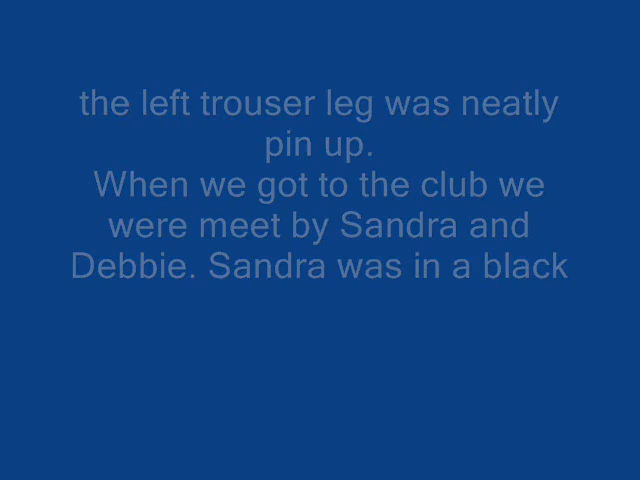 the left trouser leg was neatly
pin up.
When we got to the club we
were meet by Sandra and
Debbie. Sandra was in a black